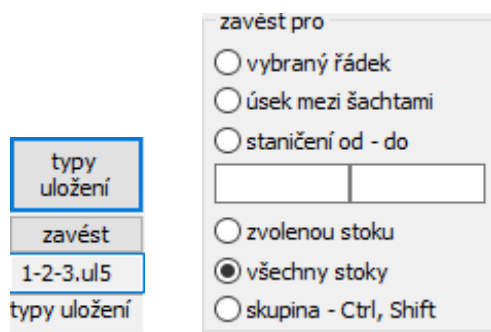 typy
uložení
zavést
1-2-3.ul5
typy uložení
zavést pro
vybraný řádek
úsek mezi šachtami
staničení od - do
zvolenou stoku
všechny stoky
skupina - Ctrl, Shift